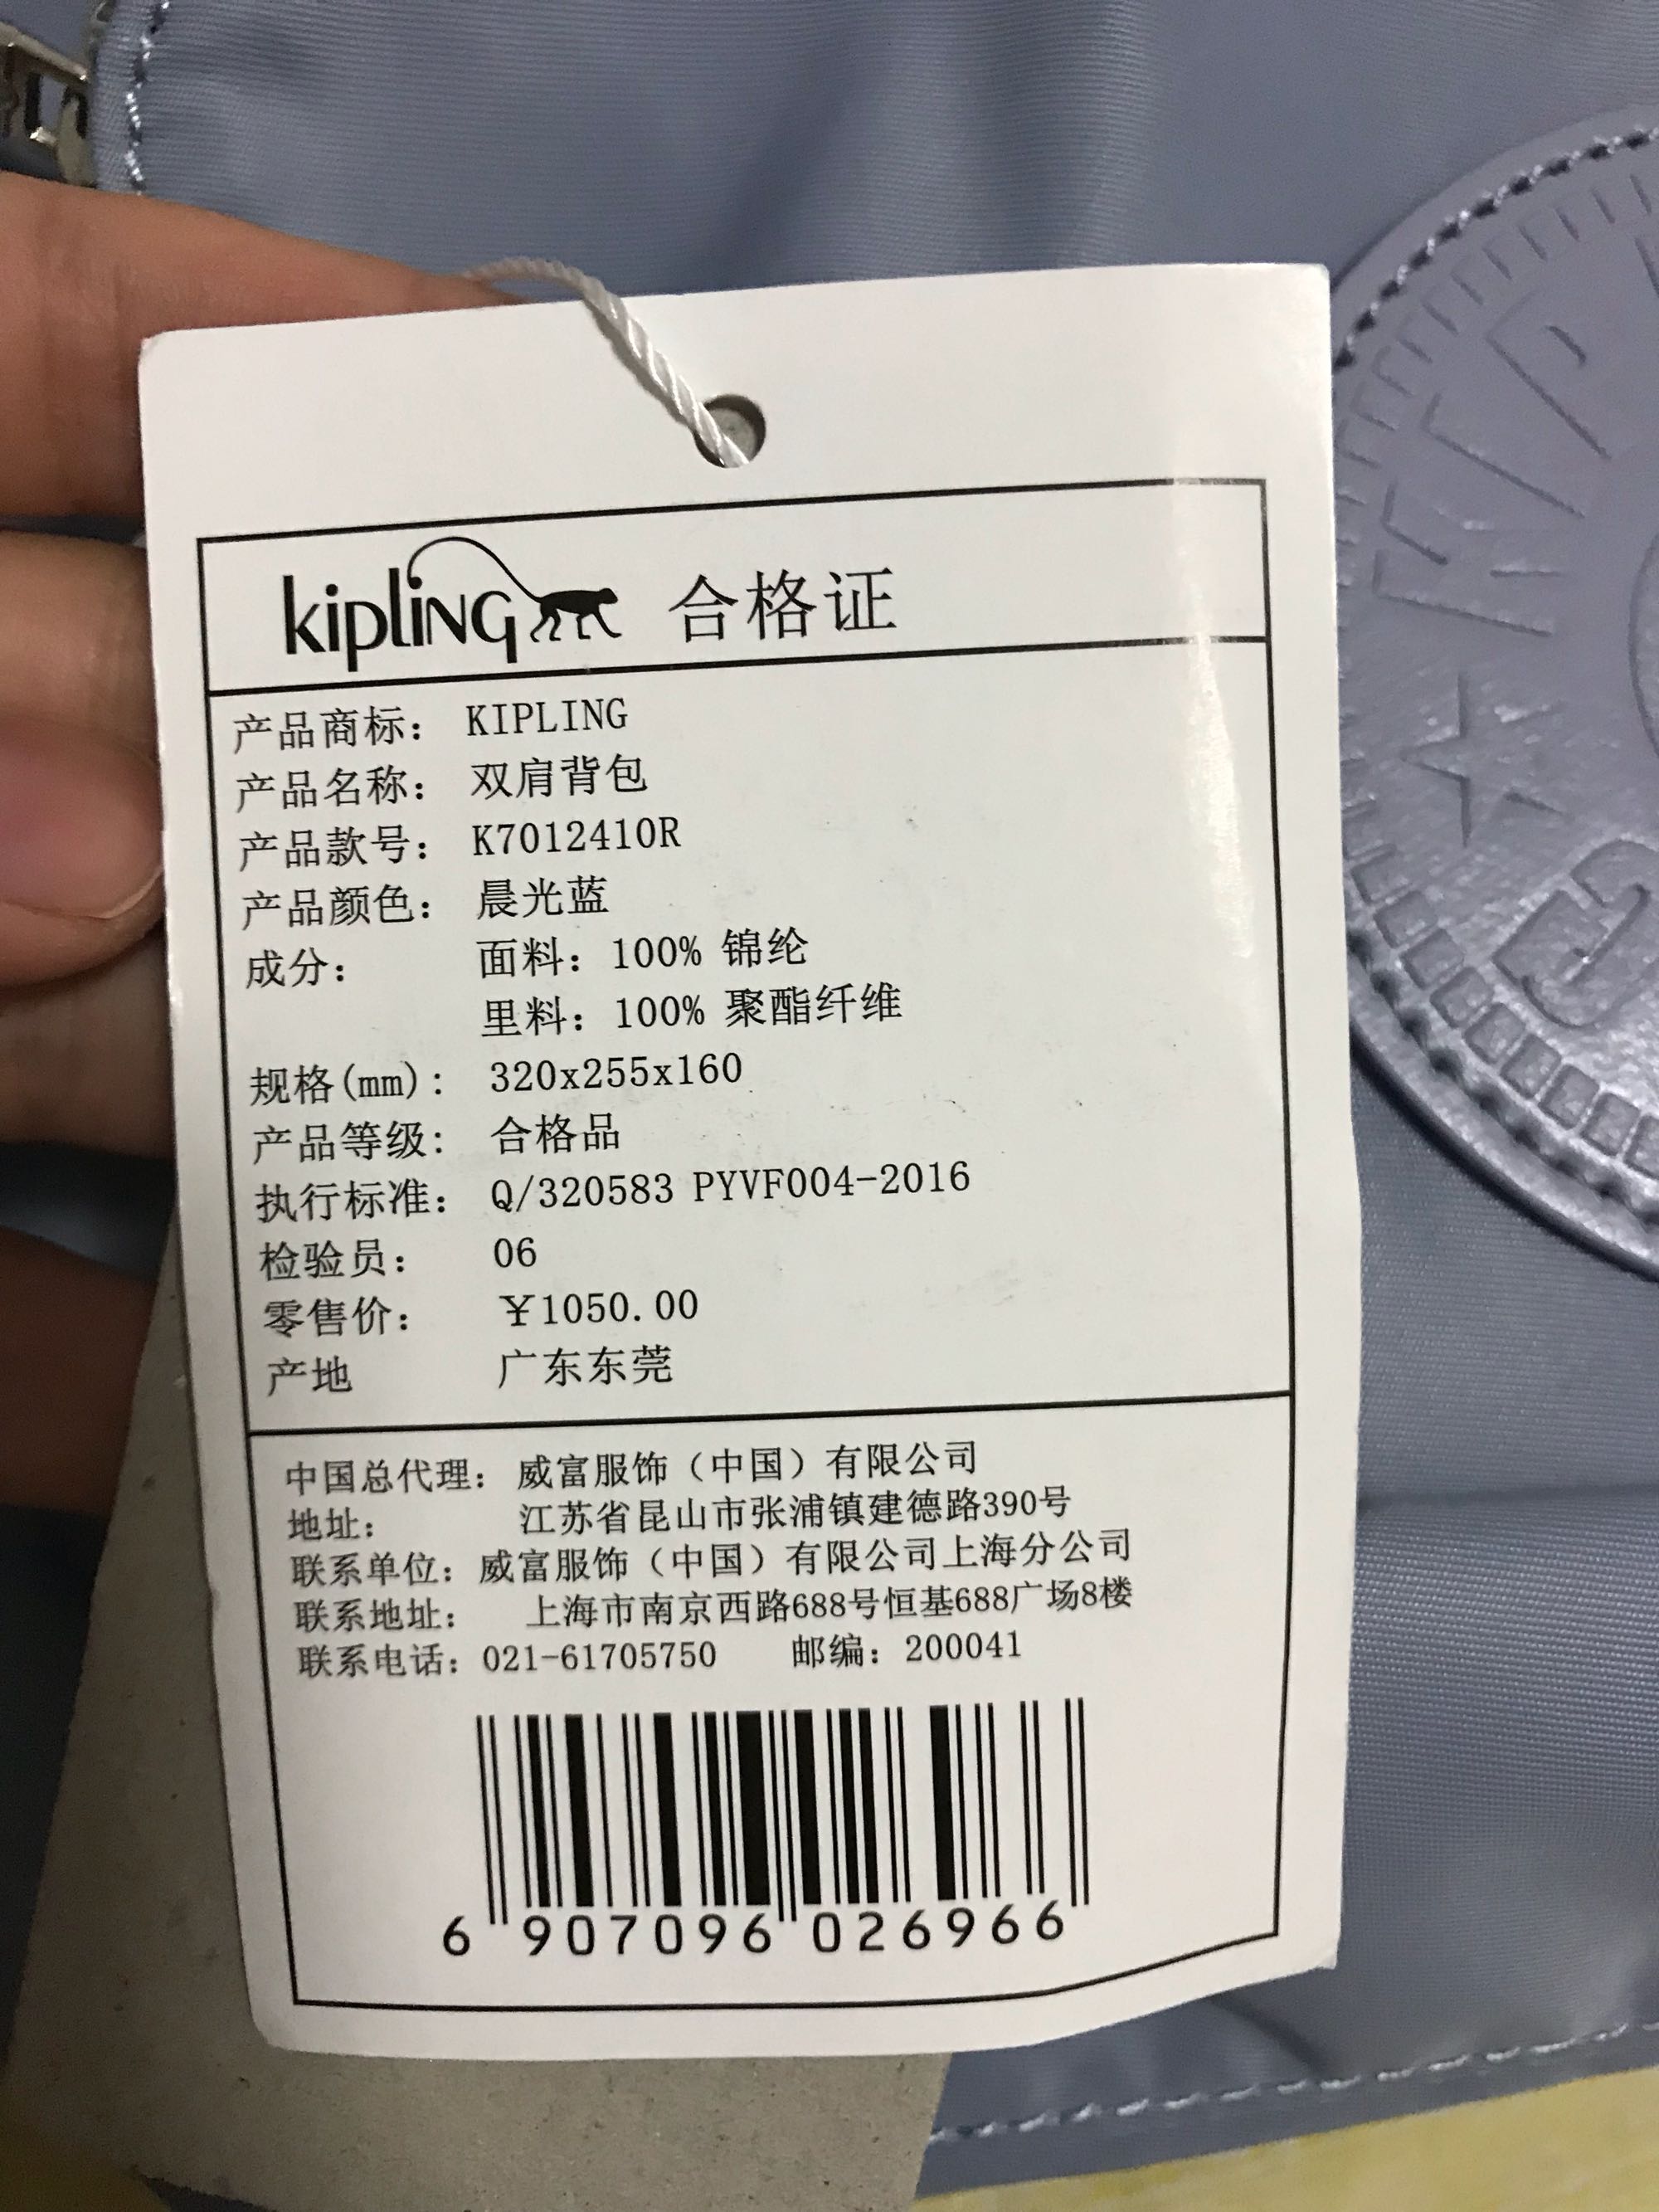 kipling 合格证
产品商标： KIPLING
产品名称： 双肩背包
产品款号： K7012410R
产品颜色： 晨光蓝
成分： 面料：100% 锦纶
里料：100% 聚酯纤维
规格(mm)： 320x255x160
产品等级： 合格品
执行标准： Q/320583 PYVF004-2016
检验员： 06
零售价： ￥1050.00
产地 广东东莞
中国总代理： 威富服饰（中国）有限公司
地址： 江苏省昆山市张浦镇建德路390号
联系单位：威富服饰（中国）有限公司上海分公司
联系地址： 上海市南京西路688号恒基688广场8楼
联系电话：021-61705750 邮编：200041
6 907096 026966